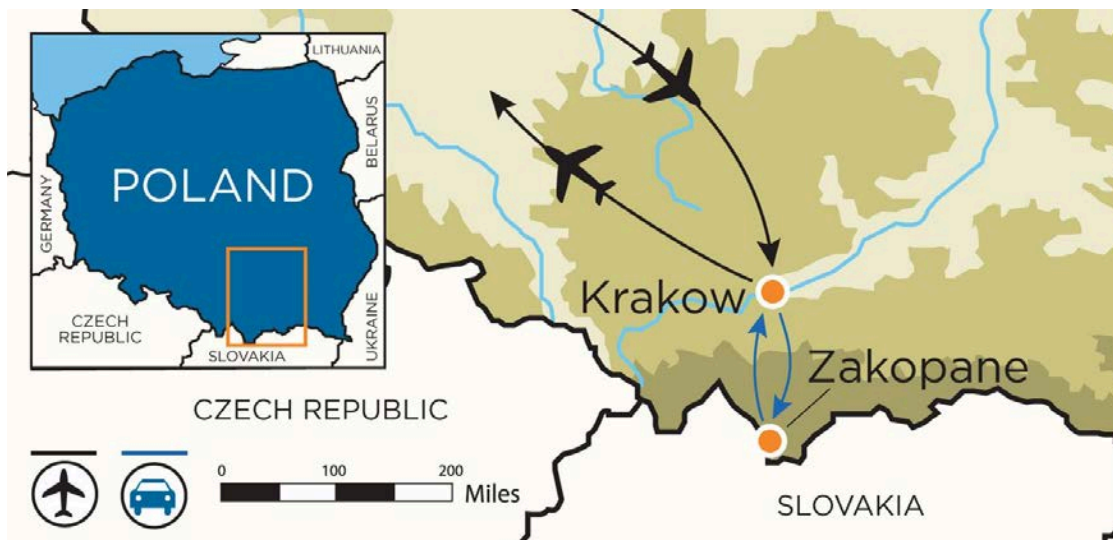 LITHUANIA
BELARUS
POLAND
GERMANY
CZECH
REPUBLIC
SLOVAKIA
UKRAINE
Krakow
Zakopane
CZECH REPUBLIC
0 100 200
Miles
SLOVAKIA